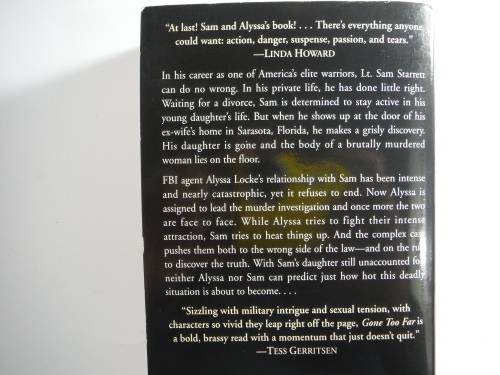 “At last! Sam and Alyssa’s book! . . . There’s everything anyone
could want: action, danger, suspense, passion, and tears.”
—LINDA HOWARD
In his career as one of America’s elite warriors, Lt. Sam Starrett
can do no wrong. In his private life, he has done little right.
Waiting for a divorce, Sam is determined to stay active in his
young daughter’s life. But when he shows up at the door of his
ex-wife’s home in Sarasota, Florida, he makes a grisly discovery.
His daughter is gone and the body of a brutally murdered
woman lies on the floor.
FBI agent Alyssa Locke’s relationship with Sam has been intense
and nearly catastrophic, yet it refuses to end. Now Alyssa is
assigned to lead the murder investigation and once more the two
are face to face. While Alyssa tries to fight their intense
attraction, Sam tries to heat things up. And the complex case
pushes them both to the wrong side of the law—and on the run
to discover the truth. With Sam’s daughter still unaccounted for
neither Alyssa nor Sam can predict just how hot this deadly
situation is about to become. . . .
“Sizzling with military intrigue and sexual tension, with
characters so vivid they leap right off the page, Gone Too Far is
a bold, brassy read with a momentum that just doesn’t quit.”
—TESS GERRITSEN